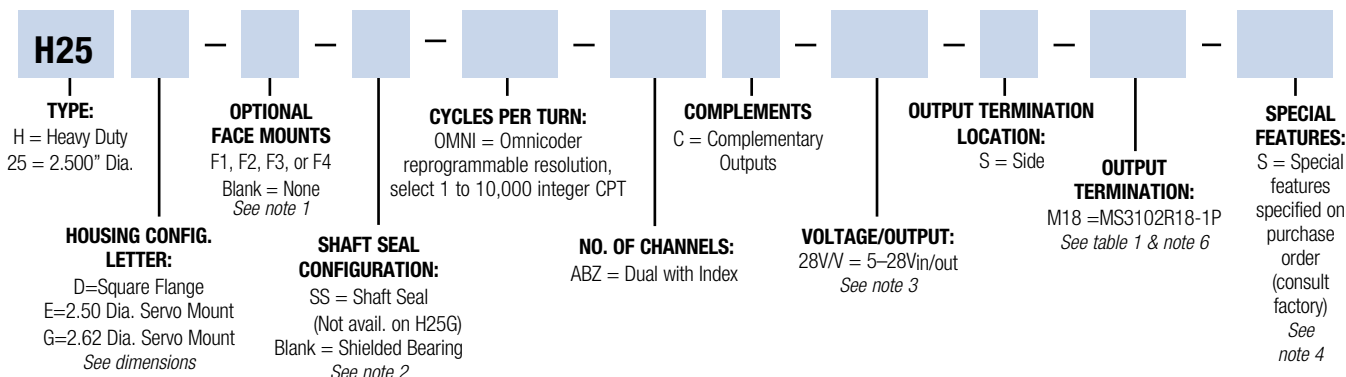 H25
TYPE:
H = Heavy Duty
25 = 2.500" Dia.
HOUSING CONFIG.
LETTER:
D=Square Flange
E=2.50 Dia. Servo Mount
G=2.62 Dia. Servo Mount
See dimensions
OPTIONAL
FACE MOUNTS
F1, F2, F3, or F4
Blank = None
See note 1
SHAFT SEAL
CONFIGURATION:
SS = Shaft Seal
(Not avail. on H25G)
Blank = Shielded Bearing
See note 2
CYCLES PER TURN:
OMNI = Omnicoder
reprogrammable resolution,
select 1 to 10,000 integer CPT
NO. OF CHANNELS:
ABZ = Dual with Index
COMPLEMENTS
C = Complementary
Outputs
VOLTAGE/OUTPUT:
28V/V = 5–28Vin/out
See note 3
OUTPUT TERMINATION
LOCATION:
S = Side
OUTPUT
TERMINATION:
M18 =MS3102R18-1P
See table 1 & note 6
SPECIAL
FEATURES:
S = Special
features
specified on
purchase
order
(consult
factory)
See
note 4